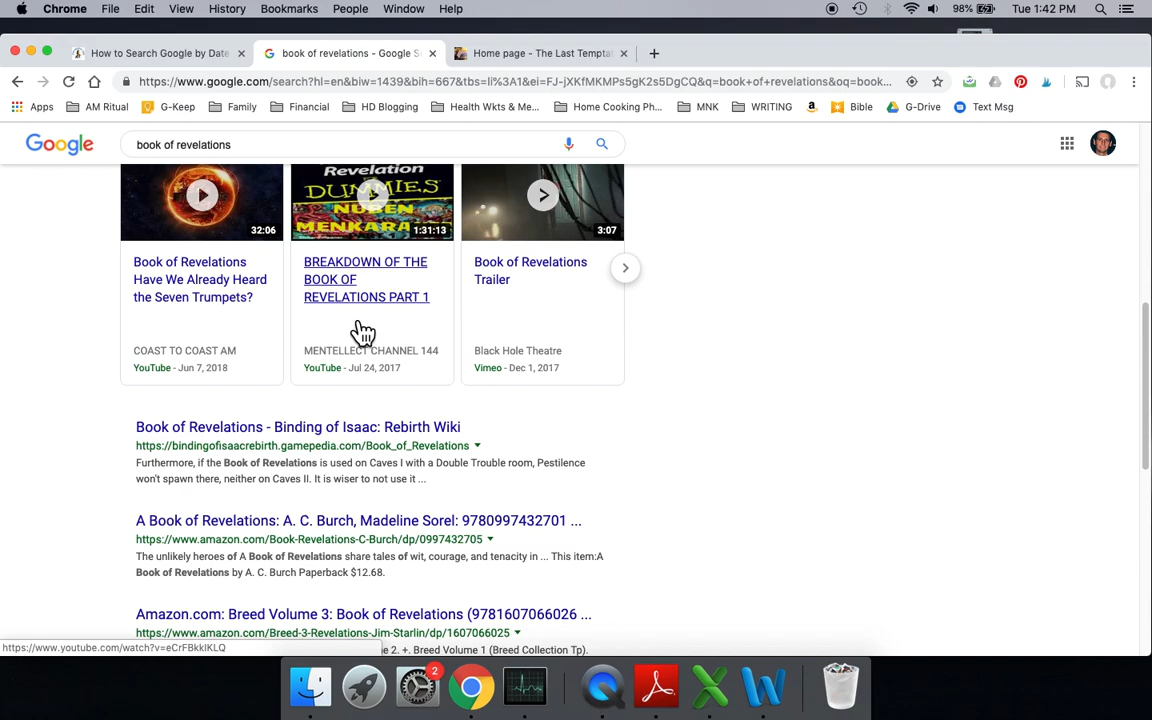 Chrome File Edit View History Bookmarks People Window Help 98% Tue 1:42 PM
How to Search Google by Date
book of revelations - Google S
Home page - The Last Temptat
https://www.google.com/search?hl=en&biw=1439&bih=667&tbs=li%3A1&ei=FJ-jXKfMKMPs5gK2s5DgCQ&q=book+of+revelations&oq=book...
Apps AM Ritual G-Keep Family Financial HD Blogging Health Wkts & Me... Home Cooking Ph... MNK WRITING Bible G-Drive Text Msg
Google
book of revelations
Revelation
DUMMIES
NUBEN
MENKARA
32:06
1:31:13
3:07
Book of Revelations
Have We Already Heard
the Seven Trumpets?
COAST TO COAST AM
YouTube - Jun 7, 2018
BREAKDOWN OF THE
BOOK OF
REVELATIONS PART 1
MENTELLECT CHANNEL 144
YouTube - Jul 24, 2017
Book of Revelations
Trailer
Black Hole Theatre
Vimeo - Dec 1, 2017
Book of Revelations - Binding of Isaac: Rebirth Wiki
https://bindingofisaacrebirth.gamepedia.com/Book_of_Revelations
Furthermore, if the Book of Revelations is used on Caves I with a Double Trouble room, Pestilence
won't spawn there, neither on Caves II. It is wiser to not use it ...
A Book of Revelations: A. C. Burch, Madeline Sorel: 9780997432701 ...
https://www.amazon.com/Book-Revelations-C-Burch/dp/0997432705
The unlikely heroes of A Book of Revelations share tales of wit, courage, and tenacity in ... This item:A
Book of Revelations by A. C. Burch Paperback $12.68.
Amazon.com: Breed Volume 3: Book of Revelations (9781607066026 ...
https://www.amazon.com/Breed-3-Revelations-Jim-Starlin/dp/1607066025
https://www.youtube.com/watch?v=eCrFBkklKLQ
e 2. +. Breed Volume 1 (Breed Collection Tp).
2